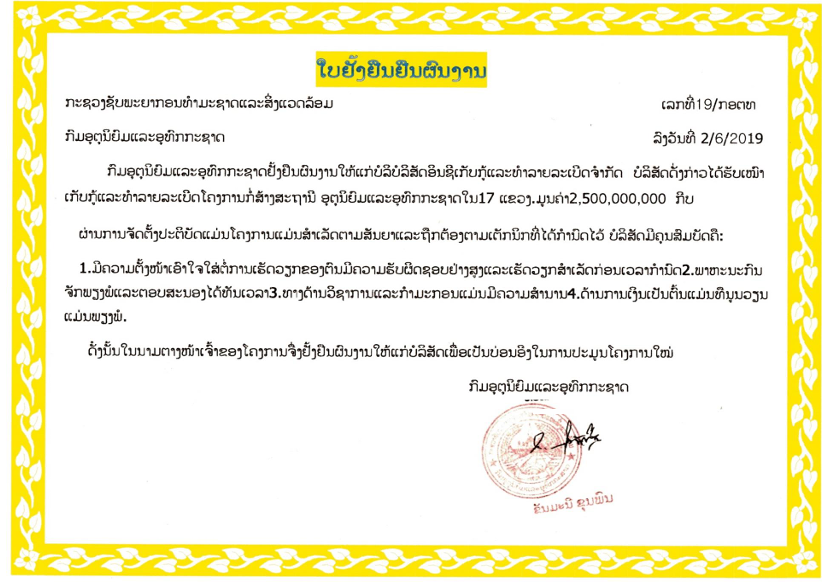 ໃບຢັ້ງຢືນຢືນຜົນງານ
ກະຊວງຊັບພະຍາກອນທຳມະຊາດແລະສິ່ງແວດລ້ອມ ເລກທີ19/ກອຕທ
ກົມອຸຕຸນິຍົມແລະອຸທົກກະຊາດ ລົງວັນທີ 2/6/2019
ກົມອຸຕຸນິຍົມແລະອຸທົກກະຊາດຢັ້ງຢືນຜົນງານໃຫ້ແກ່ບໍລິບໍລິສັດອິນຊີເກັບກູ້ແລະທຳລາຍລະເບີດຈຳກັດ ບໍລິສັດດັ່ງກ່າວໄດ້ຮັບເໝົາ
ເກັບກູ້ແລະທຳລາຍລະເບີດໂຄງການກໍ່ສ້າງສະຖານີ ອຸຕຸນິຍົມແລະອຸທົກກະຊາດໃນ17 ແຂວງ.ມູນຄ່າ2,500,000,000 ກີບ
ຜ່ານການຈັດຕັ້ງປະຕິບັດແມ່ນໂຄງການແມ່ນສຳເລັດຕາມສັນຍາແລະຖືກຕ້ອງຕາມເຕັກນິກທີ່ໄດ້ກຳນົດໄວ້ ບໍລິສັດມີຄຸນສົມບັດຄື:
1.ມີຄວາມຕັ້ງໜ້າເອົາໃຈໃສ່ຕໍ່ການເຮັດວຽກຂອງຕົນມີຄວາມຮັບຜິດຊອບຢ່າງສູງແລະເຮັດວຽກສຳເລັດກ່ອນເວລາກຳນົດ2.ພາຫະນະກົນ
ຈັກພຽງພໍແລະຕອບສະນອງໄດ້ທັນເວລາ3.ທາງດ້ານວິຊາການແລະກຳມະກອນແມ່ນມີຄວາມສຳນານ4.ດ້ານການເງິນເປັນຕົ້ນແມ່ນທຶນູນວຽນ
ແມ່ນພຽງພໍ.
ດັ່ງນັ້ນໃນນາມຕາງໜ້າເຈົ້າຂອງໂຄງການຈຶ່ງຢັ້ງຢືນຜົນງານໃຫ້ແກ່ບໍລິສັດເພື່ອເປັນບ່ອນອີງໃນການປະມູນໂຄງການໃໝ່
ກົມອຸຕຸນິຍົມແລະອຸທົກກະຊາດ
ຂັນມະນີ ຂຸນພົນ